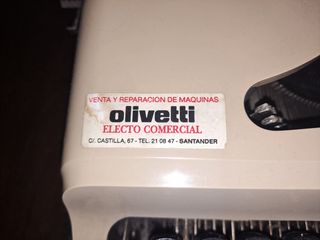 VENTA Y REPARACION DE MAQUINAS
olivetti
ELECTO COMERCIAL
C/. CASTILLA, 67 - TEL. 21 08 47 - SANTANDER